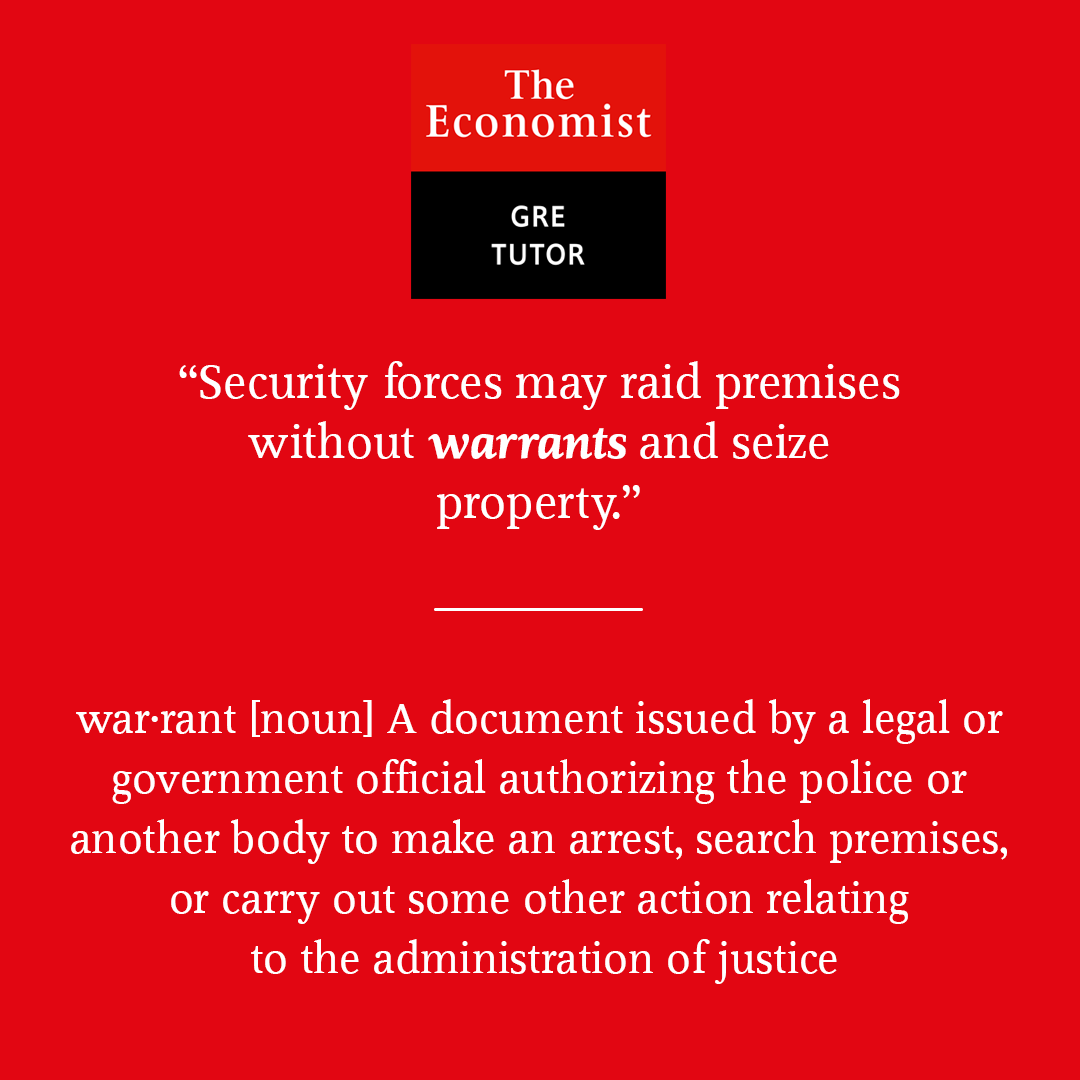 The
Economist
GRE
TUTOR
“Security forces may raid premises
without warrants and seize
property.”
war·rant [noun] A document issued by a legal or
government official authorizing the police or
another body to make an arrest, search premises,
or carry out some other action relating
to the administration of justice